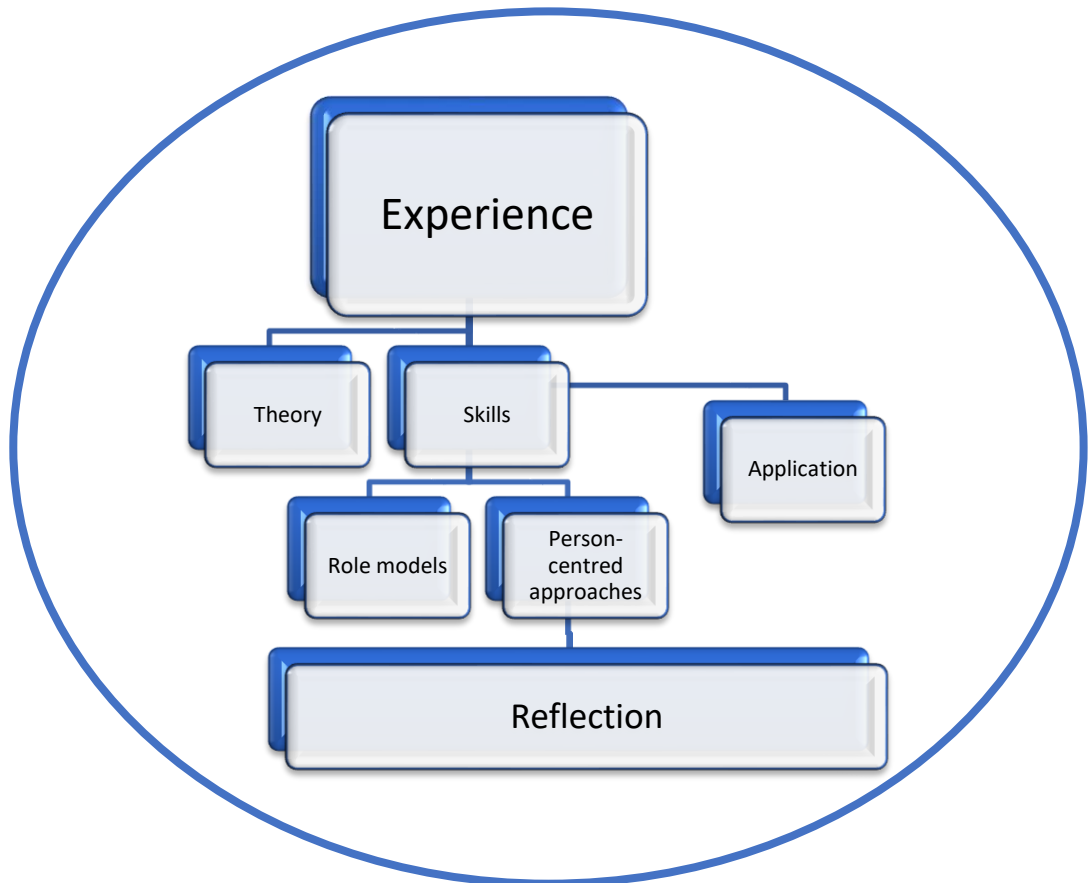 Experience
Theory
Skills
Application
Role models
Person-
centred
approaches
Reflection